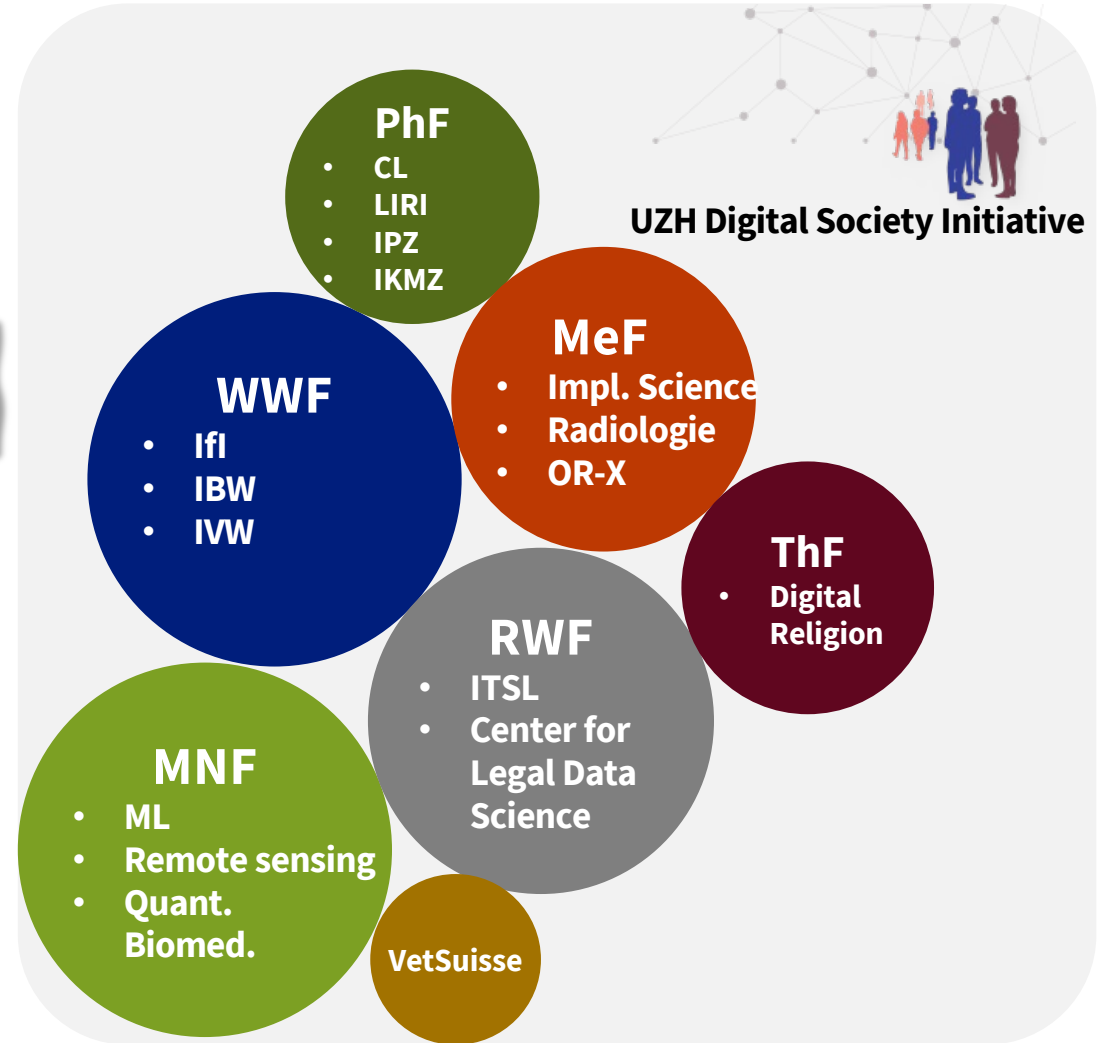 PhF
• CL
• LIRI
• IPZ
• IKMZ
UZH Digital Society Initiative
MeF
• Impl. Science
• Radiologie
• OR-X
WWF
• IfI
• IBW
• IVW
ThF
• Digital
Religion
RWF
• ITSL
• Center for
Legal Data
Science
MNF
• ML
• Remote sensing
• Quant.
Biomed.
VetSuisse